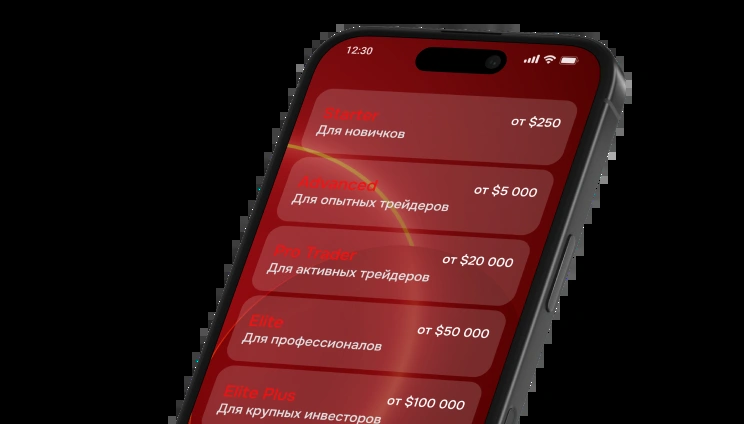 12:30
Starter
Для новичков
от $250
Advanced
Для опытных трейдеров
от $5 000
Pro Trader
Для активных трейдеров
от $20 000
Elite
Для профессионалов
от $50 000
Elite Plus
Для крупных инвесторов
от $100 000